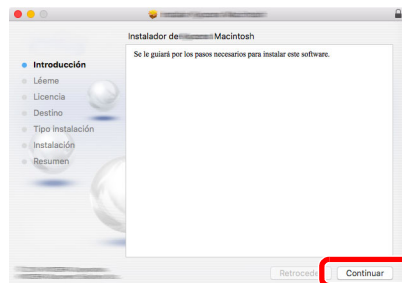 Instalador de Macintosh
Se le guiará por los pasos necesarios para instalar este software.
Introducción
Léeme
Licencia
Destino
Tipo instalación
Instalación
Resumen
Retroceder
Continuar